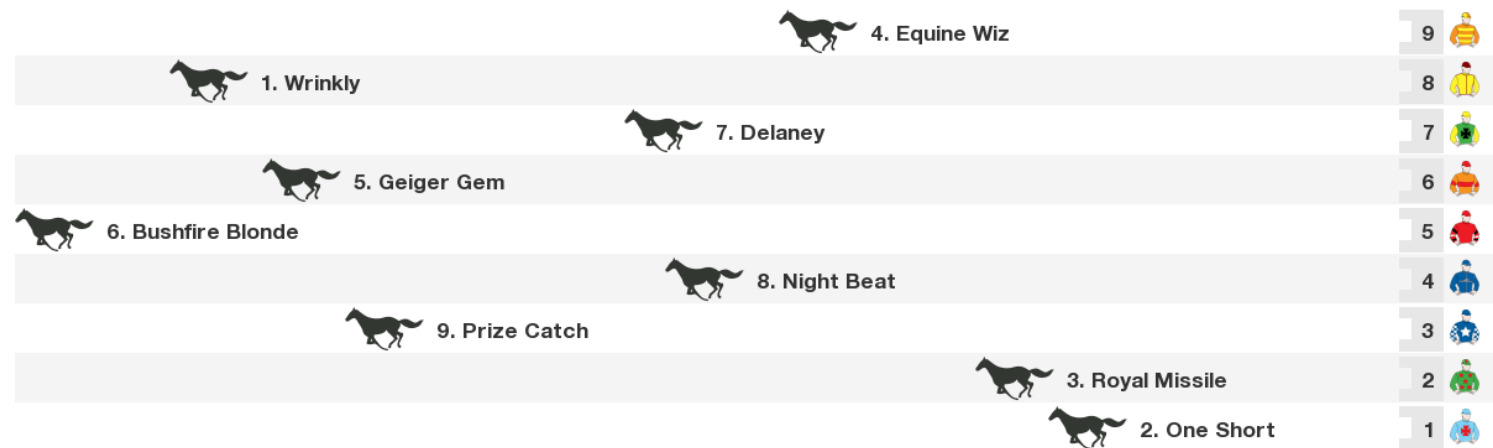 4. Equine Wiz 9
1. Wrinkly 8
7. Delaney 7
5. Geiger Gem 6
6. Bushfire Blonde 5
8. Night Beat 4
9. Prize Catch 3
3. Royal Missile 2
2. One Short 1